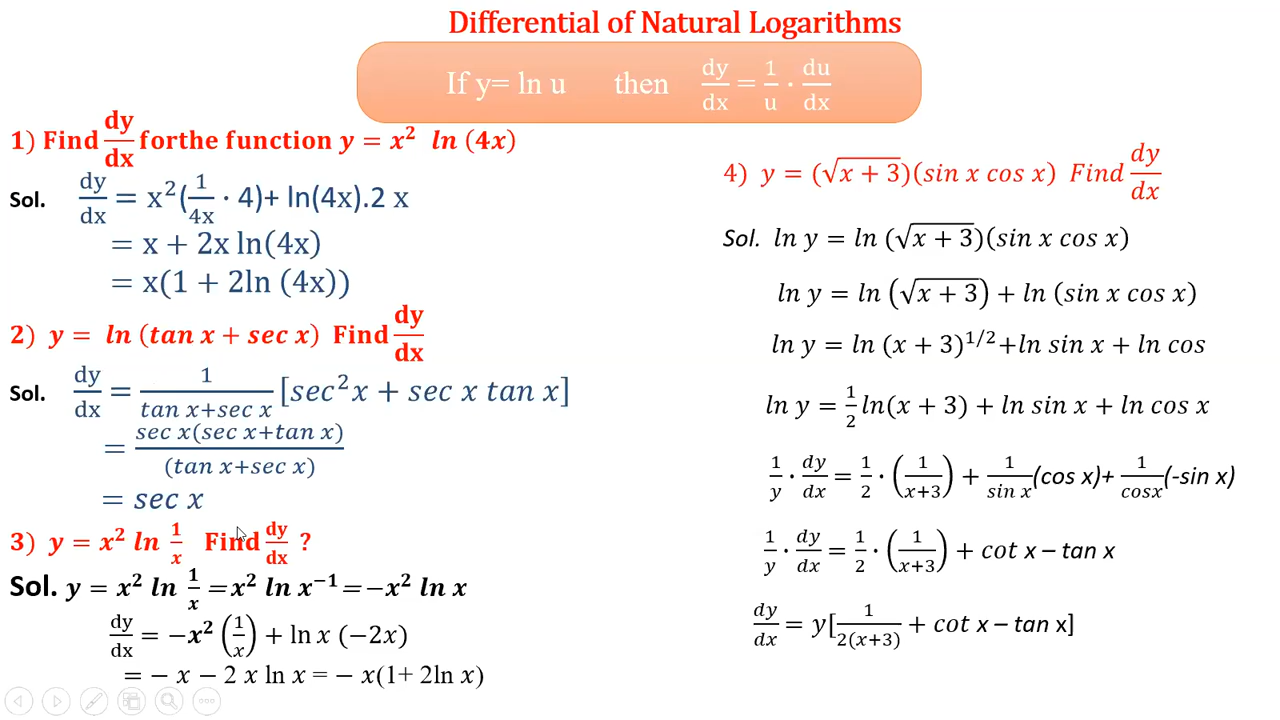 Differential of Natural Logarithms
If y= ln u then dy/dx = 1/u · du/dx
1) Find dy/dx forthe function y = x² ln (4x)
Sol. dy/dx = x²(1/4x · 4)+ ln(4x).2 x
= x + 2x ln(4x)
= x(1 + 2ln (4x))
2) y = ln (tan x + sec x) Find dy/dx
Sol. dy/dx = 1/(tan x+sec x) [sec²x + sec x tan x]
= sec x(sec x+tan x)/(tan x+sec x)
= sec x
3) y = x² ln 1/x Find dy/dx ?
Sol. y = x² ln 1/x = x² ln x⁻¹ = −x² ln x
dy/dx = −x² (1/x) + ln x (−2x)
= − x − 2 x ln x = − x(1+ 2ln x)
4) y = (√(x + 3))(sin x cos x) Find dy/dx
Sol. ln y = ln (√(x + 3))(sin x cos x)
ln y = ln (√(x + 3)) + ln (sin x cos x)
ln y = ln (x + 3)^1/2 +ln sin x + ln cos
ln y = 1/2 ln(x + 3) + ln sin x + ln cos x
1/y · dy/dx = 1/2 · (1/(x+3)) + 1/sin x (cos x)+ 1/cosx (-sin x)
1/y · dy/dx = 1/2 · (1/(x+3)) + cot x – tan x
dy/dx = y[1/2(x+3) + cot x – tan x]